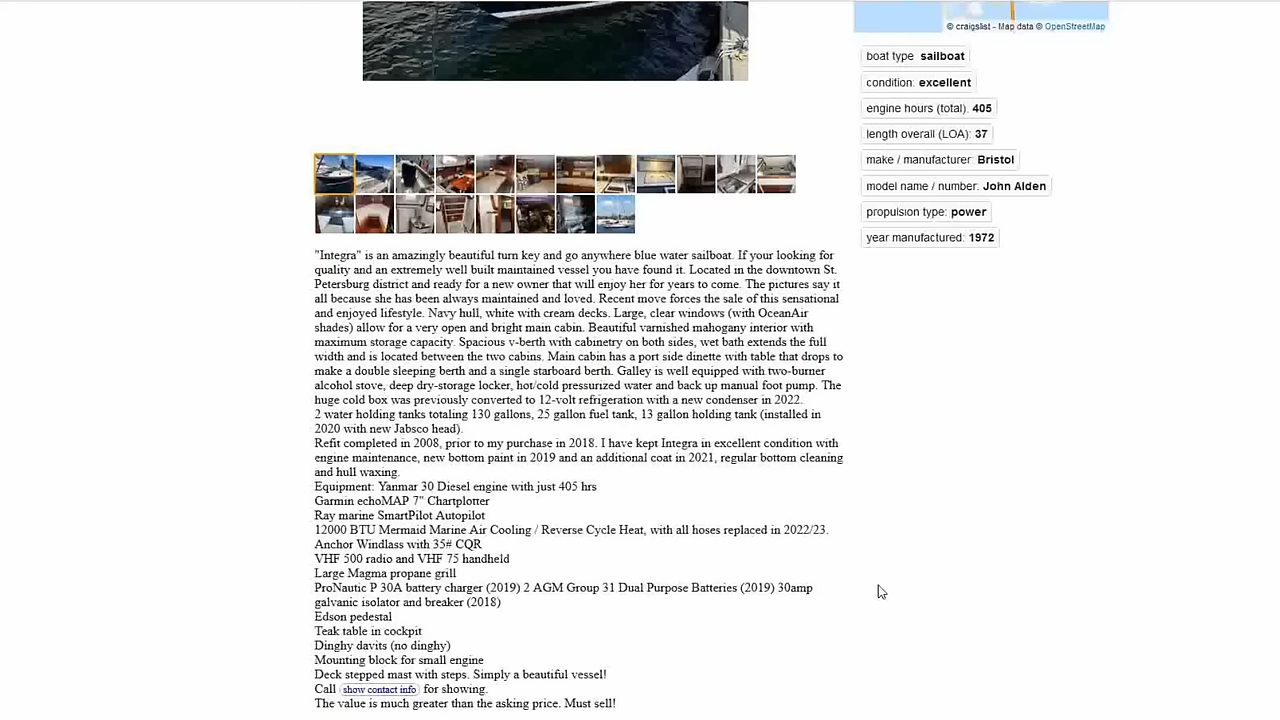 © craigslist - Map data © OpenStreetMap
boat type sailboat
condition: excellent
engine hours (total): 405
length overall (LOA): 37
make / manufacturer: Bristol
model name / number: John Alden
propulsion type: power
year manufactured: 1972
"Integra" is an amazingly beautiful turn key and go anywhere blue water sailboat. If your looking for
quality and an extremely well built maintained vessel you have found it. Located in the downtown St.
Petersburg district and ready for a new owner that will enjoy her for years to come. The pictures say it
all because she has been always maintained and loved. Recent move forces the sale of this sensational
and enjoyed lifestyle. Navy hull, white with cream decks. Large, clear windows (with OceanAir
shades) allow for a very open and bright main cabin. Beautiful varnished mahogany interior with
maximum storage capacity. Spacious v-berth with cabinetry on both sides, wet bath extends the full
width and is located between the two cabins. Main cabin has a port side dinette with table that drops to
make a double sleeping berth and a single starboard berth. Galley is well equipped with two-burner
alcohol stove, deep dry-storage locker, hot/cold pressurized water and back up manual foot pump. The
huge cold box was previously converted to 12-volt refrigeration with a new condenser in 2022.
2 water holding tanks totaling 130 gallons, 25 gallon fuel tank, 13 gallon holding tank (installed in
2020 with new Jabsco head).
Refit completed in 2008, prior to my purchase in 2018. I have kept Integra in excellent condition with
engine maintenance, new bottom paint in 2019 and an additional coat in 2021, regular bottom cleaning
and hull waxing.
Equipment: Yanmar 30 Diesel engine with just 405 hrs
Garmin echoMAP 7" Chartplotter
Ray marine SmartPilot Autopilot
12000 BTU Mermaid Marine Air Cooling / Reverse Cycle Heat, with all hoses replaced in 2022/23.
Anchor Windlass with 35# CQR
VHF 500 radio and VHF 75 handheld
Large Magma propane grill
ProNautic P 30A battery charger (2019) 2 AGM Group 31 Dual Purpose Batteries (2019) 30amp
galvanic isolator and breaker (2018)
Edson pedestal
Teak table in cockpit
Dinghy davits (no dinghy)
Mounting block for small engine
Deck stepped mast with steps. Simply a beautiful vessel!
Call show contact info for showing.
The value is much greater than the asking price. Must sell!